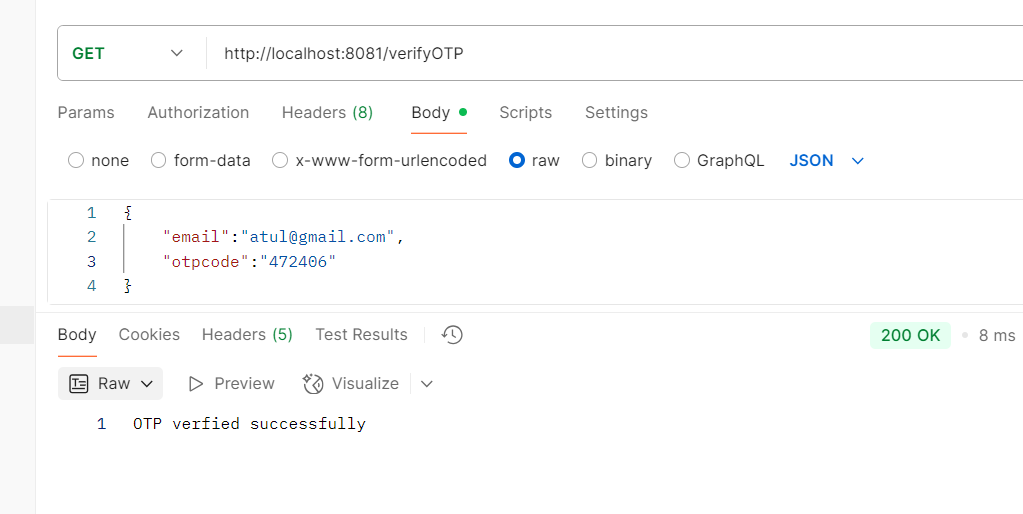 GET http://localhost:8081/verifyOTP
Params Authorization Headers (8) Body Scripts Settings
none form-data x-www-form-urlencoded raw binary GraphQL JSON
1 {
2 "email":"atul@gmail.com",
3 "otpcode":"472406"
4 }
Body Cookies Headers (5) Test Results 200 OK 8 ms
Raw Preview Visualize
1 OTP verfied successfully